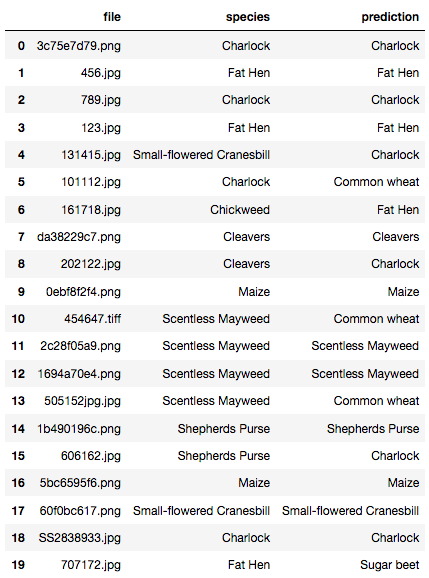 file species prediction
0 3c75e7d79.png Charlock Charlock
1 456.jpg Fat Hen Fat Hen
2 789.jpg Charlock Charlock
3 123.jpg Fat Hen Fat Hen
4 131415.jpg Small-flowered Cranesbill Charlock
5 101112.jpg Charlock Common wheat
6 161718.jpg Chickweed Fat Hen
7 da38229c7.png Cleavers Cleavers
8 202122.jpg Cleavers Charlock
9 0ebf8f2f4.png Maize Maize
10 454647.tiff Scentless Mayweed Common wheat
11 2c28f05a9.png Scentless Mayweed Scentless Mayweed
12 1694a70e4.png Scentless Mayweed Scentless Mayweed
13 505152jpg.jpg Scentless Mayweed Common wheat
14 1b490196c.png Shepherds Purse Shepherds Purse
15 606162.jpg Shepherds Purse Charlock
16 5bc6595f6.png Maize Maize
17 60f0bc617.png Small-flowered Cranesbill Small-flowered Cranesbill
18 SS2838933.jpg Charlock Charlock
19 707172.jpg Fat Hen Sugar beet